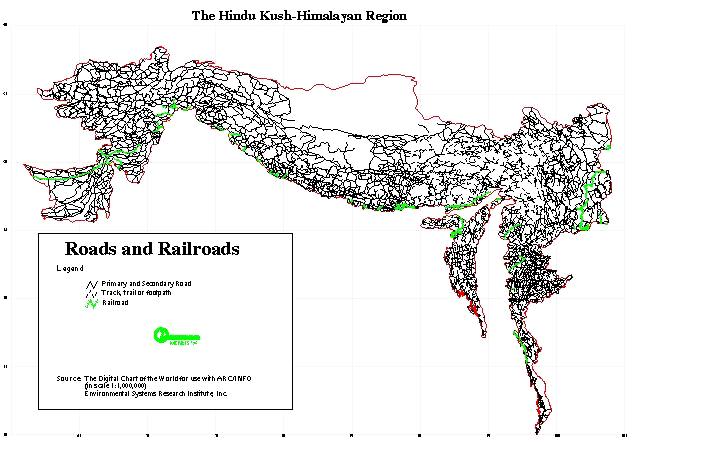 The Hindu Kush-Himalayan Region
Roads and Railroads
Legend
Primary and Secondary Road
Track, trail or footpath
Railroad
Source: The Digital Chart of the World for use with ARC/INFO
(in scale 1:1,000,000)
Environmental Systems Research Institute, Inc.